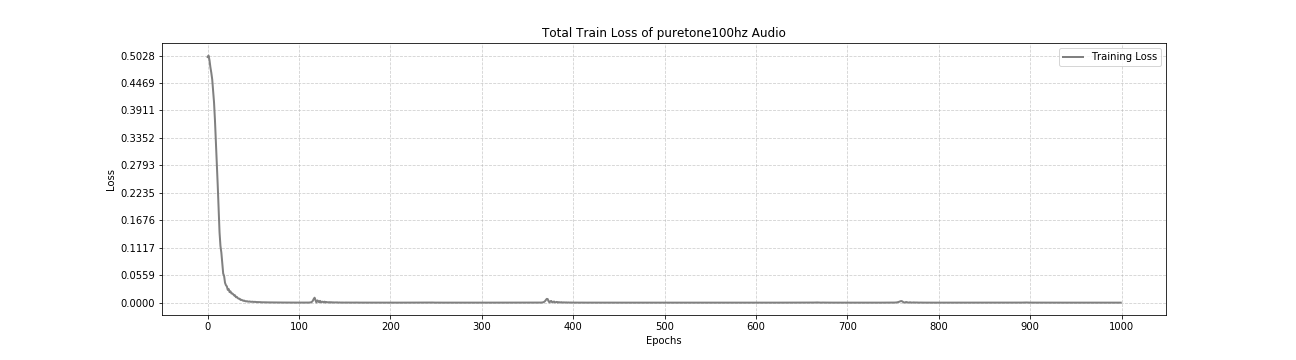 Total Train Loss of puretone100hz Audio
Training Loss
0.5028
0.4469
0.3911
0.3352
0.2793
0.2235
0.1676
0.1117
0.0559
0.0000
Loss
0 100 200 300 400 500 600 700 800 900 1000
Epochs